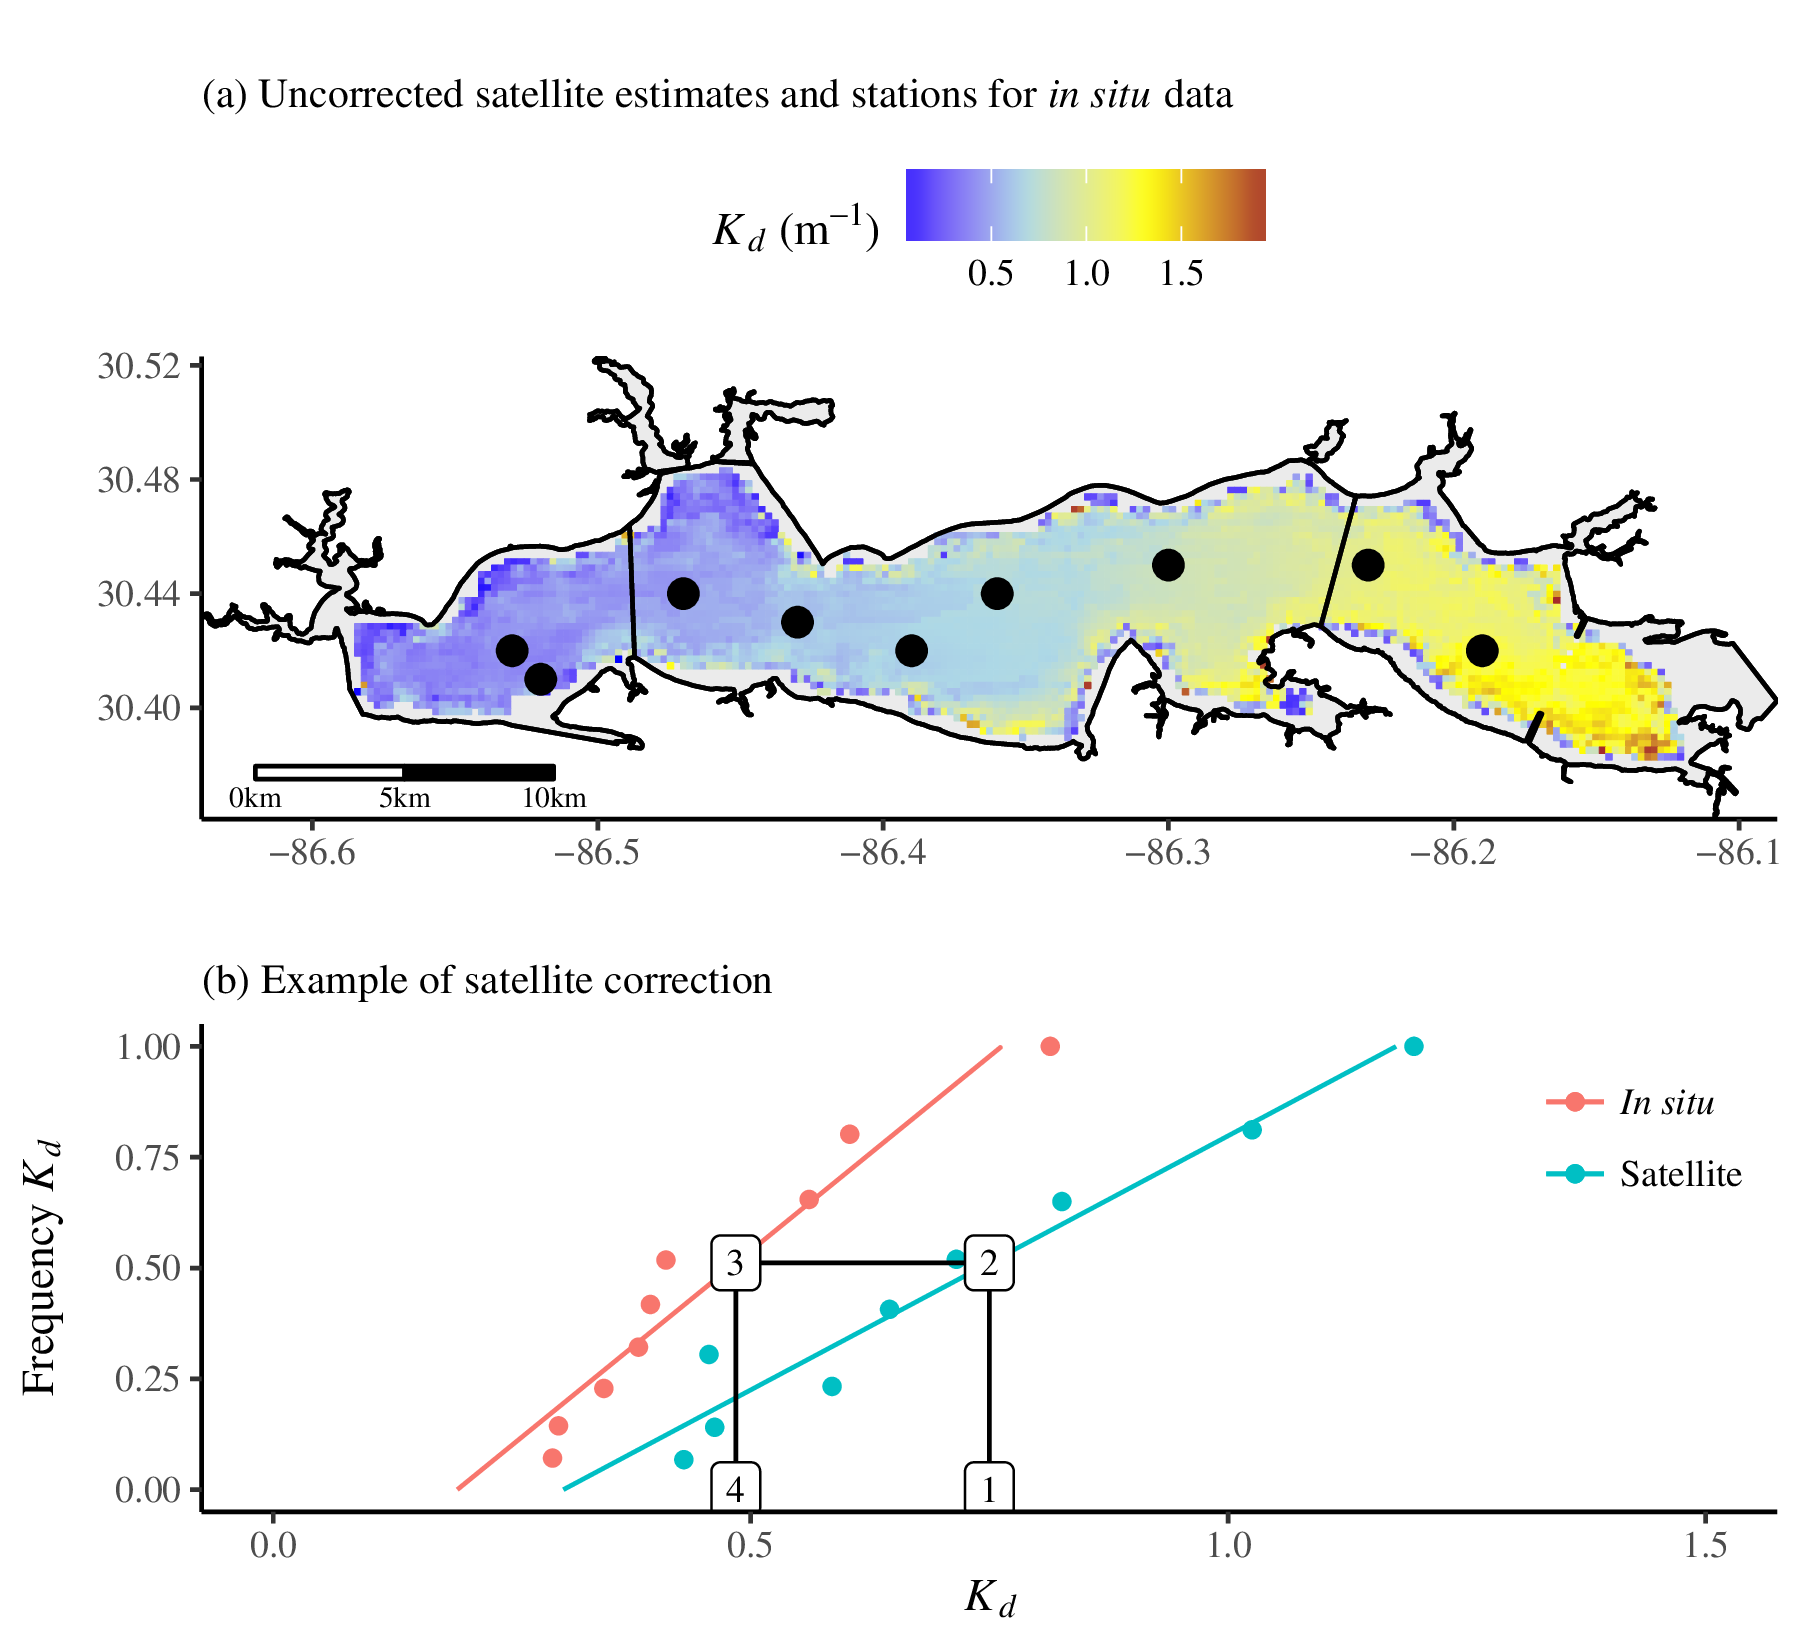 (a) Uncorrected satellite estimates and stations for in situ data
K d (m−1)
0.5 1.0 1.5
30.52
30.48
30.44
30.40
0km 5km 10km
−86.6 −86.5 −86.4 −86.3 −86.2 −86.1
(b) Example of satellite correction
1.00
0.75
0.50
0.25
0.00
Frequency K d
In situ
Satellite
3 2
4 1
0.0 0.5 1.0 1.5
K d